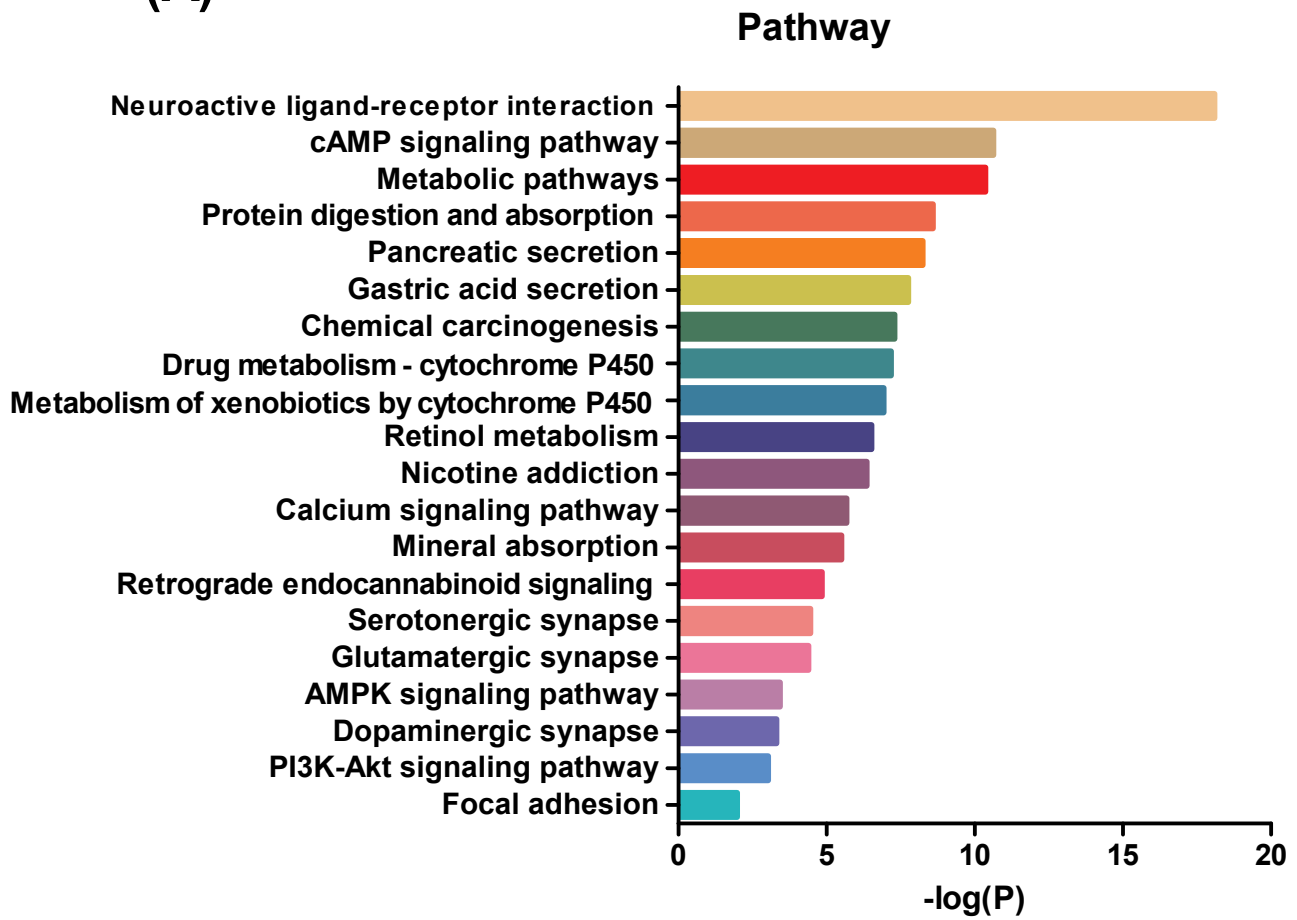 Pathway
Neuroactive ligand-receptor interaction
cAMP signaling pathway
Metabolic pathways
Protein digestion and absorption
Pancreatic secretion
Gastric acid secretion
Chemical carcinogenesis
Drug metabolism - cytochrome P450
Metabolism of xenobiotics by cytochrome P450
Retinol metabolism
Nicotine addiction
Calcium signaling pathway
Mineral absorption
Retrograde endocannabinoid signaling
Serotonergic synapse
Glutamatergic synapse
AMPK signaling pathway
Dopaminergic synapse
PI3K-Akt signaling pathway
Focal adhesion
0 5 10 15 20
-log(P)